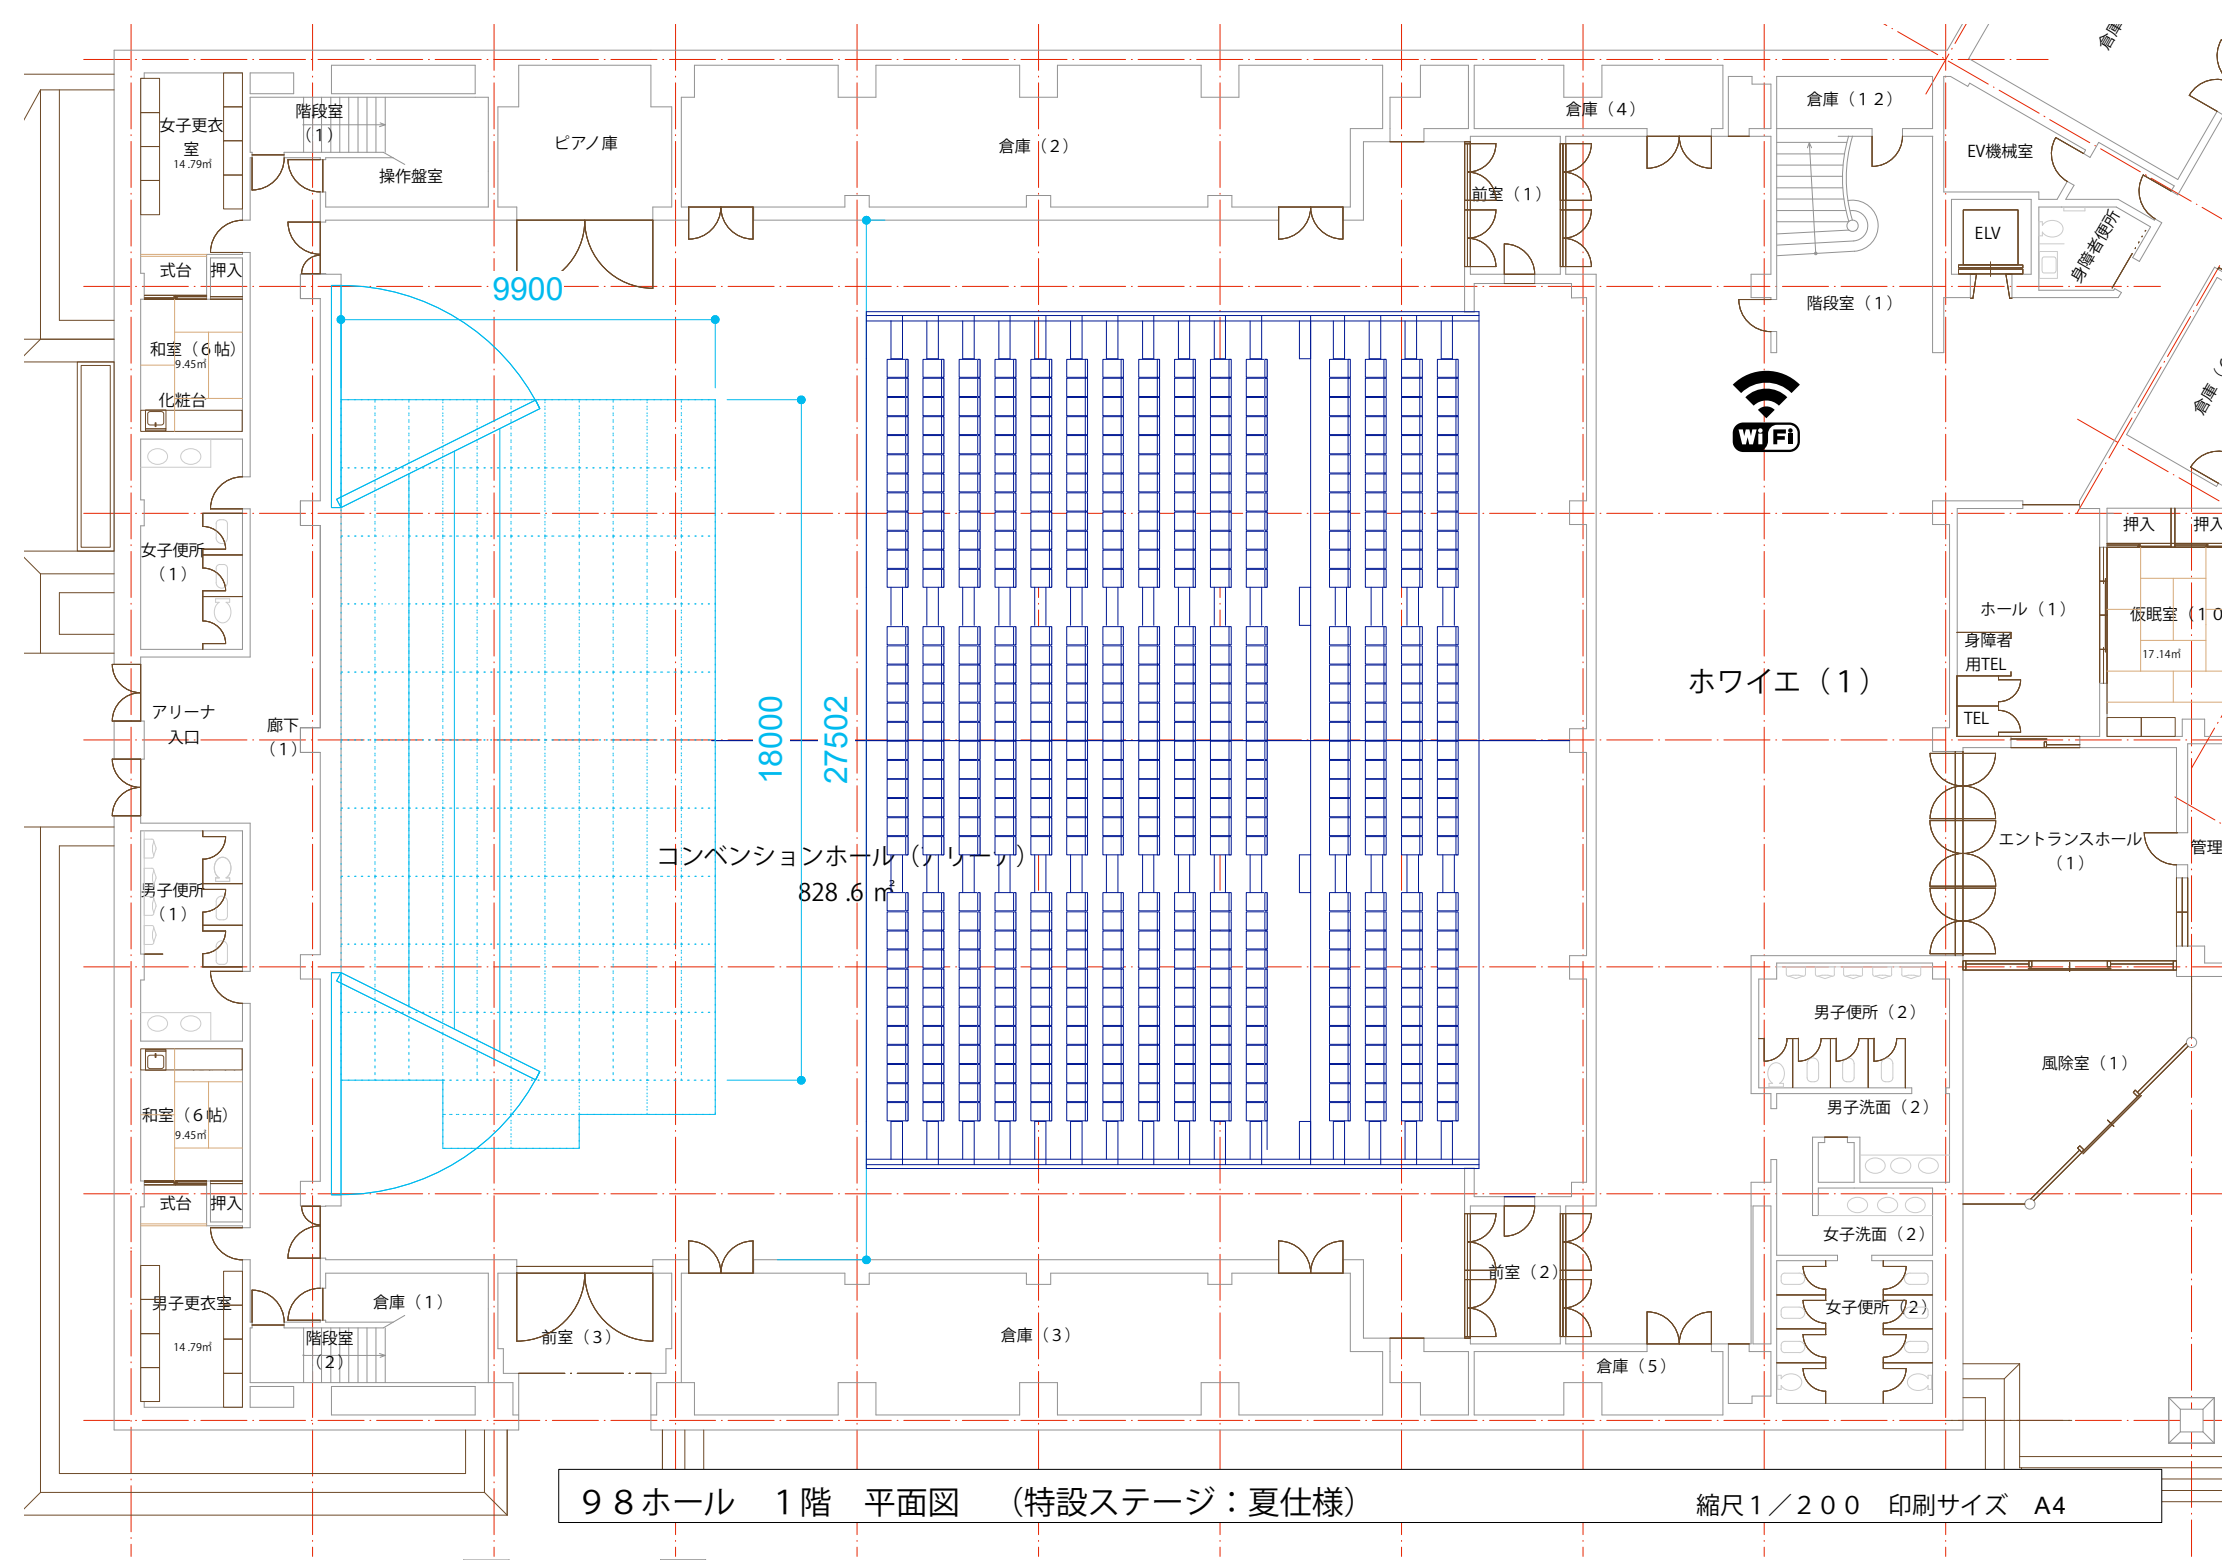 倉庫
女子更衣
室
14.79㎡
階段室
（1）
操作盤室
ピアノ庫
倉庫（2）
倉庫（4）
前室（1）
倉庫（12）
EV機械室
ELV
身障者便所
階段室（1）
式台
押入
9900
和室（6帖）
9.45㎡
化粧台
倉庫
WiFi
女子便所
（1）
押入
押入
ホール（1）
身障者
用TEL
TEL
仮眠室（10
17.14㎡
アリーナ
入口
廊下
（1）
18000
27502
ホワイエ（1）
コンベンションホール（アリーナ）
828.6㎡
エントランスホール
（1）
管理
男子便所
（1）
男子便所（2）
風除室（1）
男子洗面（2）
和室（6帖）
9.45㎡
式台
押入
女子洗面（2）
前室（2）
女子便所（2）
男子更衣室
14.79㎡
倉庫（1）
階段室
（2）
前室（3）
倉庫（3）
倉庫（5）
９８ホール　１階　平面図　（特設ステージ：夏仕様）
縮尺１／２００　印刷サイズ　A4